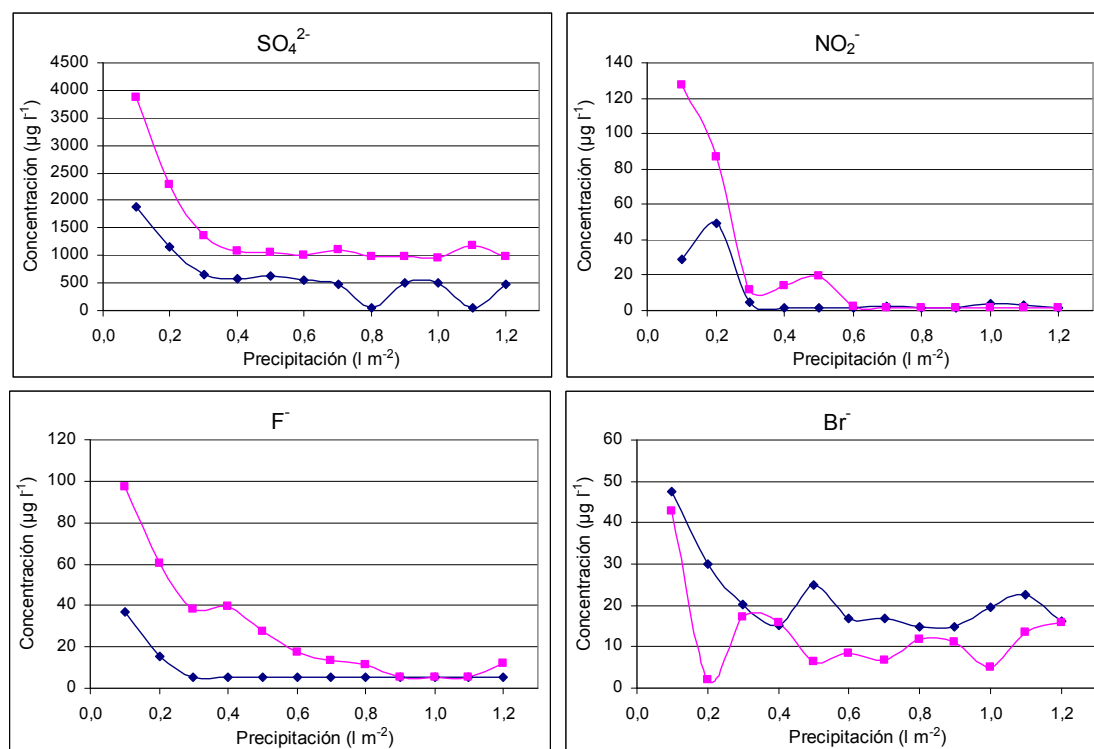 SO₄²⁻
Concentración (µg l⁻¹)
4500
4000
3500
3000
2500
2000
1500
1000
500
0
0,0 0,2 0,4 0,6 0,8 1,0 1,2
Precipitación (l m⁻²)
NO₂⁻
Concentración (µg l⁻¹)
140
120
100
80
60
40
20
0
0,0 0,2 0,4 0,6 0,8 1,0 1,2
Precipitación (l m⁻²)
F⁻
Concentración (µg l⁻¹)
120
100
80
60
40
20
0
0,0 0,2 0,4 0,6 0,8 1,0 1,2
Precipitación (l m⁻²)
Br⁻
Concentración (µg l⁻¹)
60
50
40
30
20
10
0
0,0 0,2 0,4 0,6 0,8 1,0 1,2
Precipitación (l m⁻²)